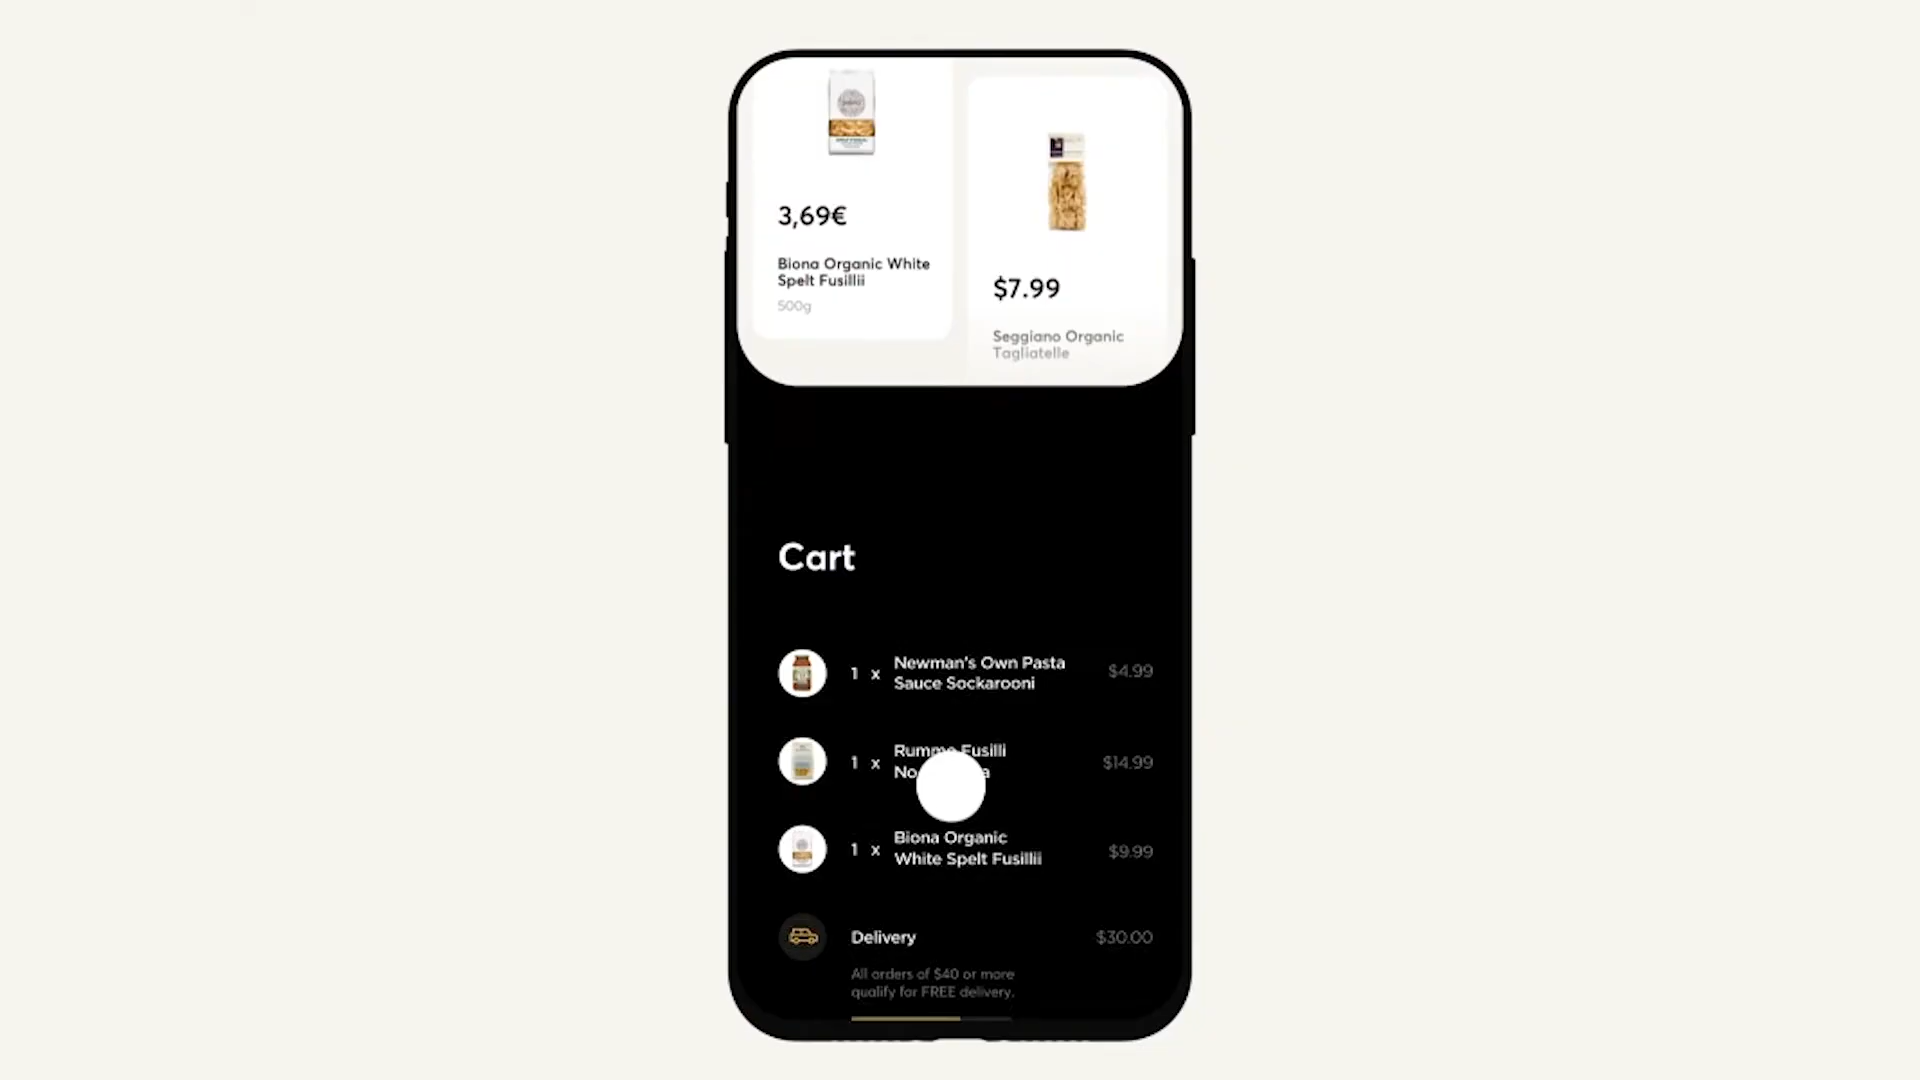 3,69€
Biona Organic White
Spelt Fusillii
500g
$7.99
Seggiano Organic
Tagliatelle
Cart
1 x Newman's Own Pasta
Sauce Sockarooni
$4.99
1 x
Fusilli
$14.99
1 x Biona Organic
White Spelt Fusillii
$9.99
Delivery
$30.00
All orders of $40 or more
qualify for FREE delivery.